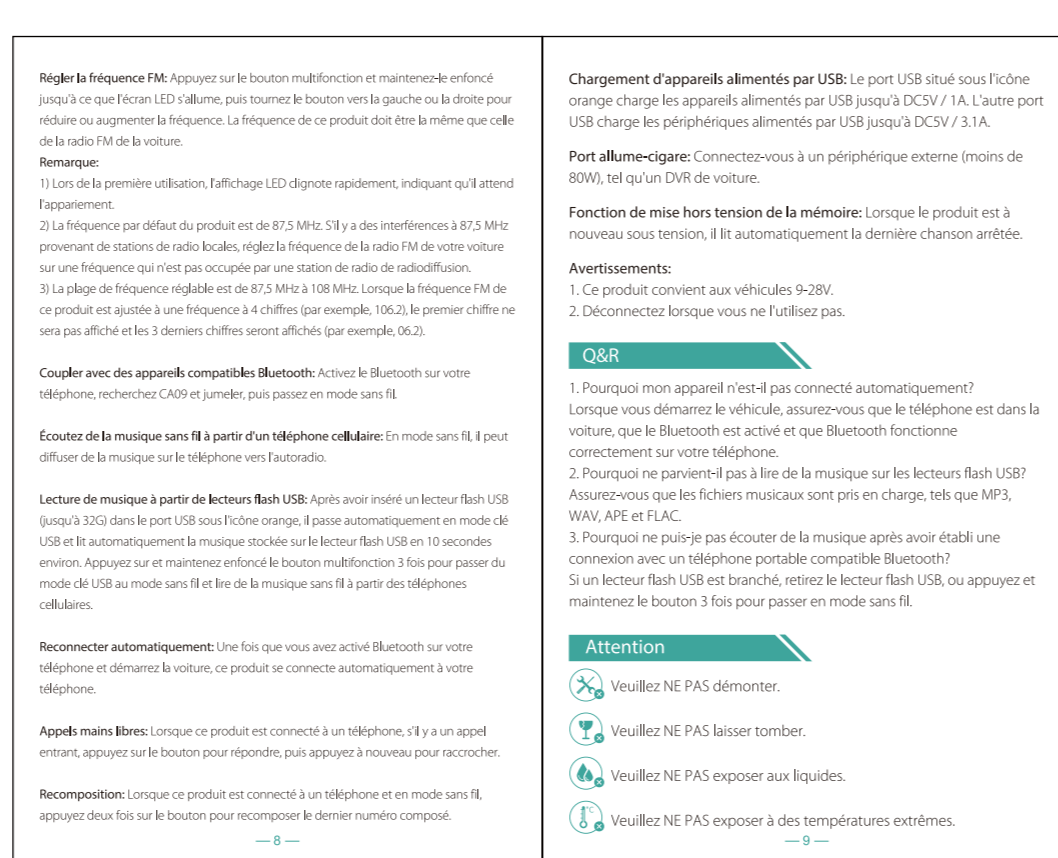 Régler la fréquence FM: Appuyez sur le bouton multifonction et maintenez-le enfoncé
jusqu'à ce que l'écran LED s'allume, puis tournez le bouton vers la gauche ou la droite pour
réduire ou augmenter la fréquence. La fréquence de ce produit doit être la même que celle
de la radio FM de la voiture.
Remarque:
1) Lors de la première utilisation, l'affichage LED clignote rapidement, indiquant qu'il attend
l'appariement.
2) La fréquence par défaut du produit est de 87,5 MHz. S'il y a des interférences à 87,5 MHz
provenant de stations de radio locales, réglez la fréquence de la radio FM de votre voiture
sur une fréquence qui n'est pas occupée par une station de radio de radiodiffusion.
3) La plage de fréquence réglable est de 87,5 MHz à 108 MHz. Lorsque la fréquence FM de
ce produit est ajustée à une fréquence à 4 chiffres (par exemple, 106.2), le premier chiffre ne
sera pas affiché et les 3 derniers chiffres seront affichés (par exemple, 06.2).
Coupler avec des appareils compatibles Bluetooth: Activez le Bluetooth sur votre
téléphone, recherchez CA09 et jumeler, puis passez en mode sans fil.
Écoutez de la musique sans fil à partir d'un téléphone cellulaire: En mode sans fil, il peut
diffuser de la musique sur le téléphone vers l'autoradio.
Lecture de musique à partir de lecteurs flash USB: Après avoir inséré un lecteur flash USB
(jusqu'à 32G) dans le port USB sous l'icône orange, il passe automatiquement en mode clé
USB et lit automatiquement la musique stockée sur le lecteur flash USB en 10 secondes
environ. Appuyez sur et maintenez enfoncé le bouton multifonction 3 fois pour passer du
mode clé USB au mode sans fil et lire de la musique sans fil à partir des téléphones
cellulaires.
Reconnecter automatiquement: Une fois que vous avez activé Bluetooth sur votre
téléphone et démarrez la voiture, ce produit se connecte automatiquement à votre
téléphone.
Appels mains libres: Lorsque ce produit est connecté à un téléphone, s'il y a un appel
entrant, appuyez sur le bouton pour répondre, puis appuyez à nouveau pour raccrocher.
Recomposition: Lorsque ce produit est connecté à un téléphone et en mode sans fil,
appuyez deux fois sur le bouton pour recomposer le dernier numéro composé.
— 8 —
Chargement d'appareils alimentés par USB: Le port USB situé sous l'icône
orange charge les appareils alimentés par USB jusqu'à DC5V / 1A. L'autre port
USB charge les périphériques alimentés par USB jusqu'à DC5V / 3.1A.
Port allume-cigare: Connectez-vous à un périphérique externe (moins de
80W), tel qu'un DVR de voiture.
Fonction de mise hors tension de la mémoire: Lorsque le produit est à
nouveau sous tension, il lit automatiquement la dernière chanson arrêtée.
Avertissements:
1. Ce produit convient aux véhicules 9-28V.
2. Déconnectez lorsque vous ne l'utilisez pas.
Q&R
1. Pourquoi mon appareil n'est-il pas connecté automatiquement?
Lorsque vous démarrez le véhicule, assurez-vous que le téléphone est dans la
voiture, que le Bluetooth est activé et que Bluetooth fonctionne
correctement sur votre téléphone.
2. Pourquoi ne parvient-il pas à lire de la musique sur les lecteurs flash USB?
Assurez-vous que les fichiers musicaux sont pris en charge, tels que MP3,
WAV, APE et FLAC.
3. Pourquoi ne puis-je pas écouter de la musique après avoir établi une
connexion avec un téléphone portable compatible Bluetooth?
Si un lecteur flash USB est branché, retirez le lecteur flash USB, ou appuyez et
maintenez le bouton 3 fois pour passer en mode sans fil.
Attention
Veuillez NE PAS démonter.
Veuillez NE PAS laisser tomber.
Veuillez NE PAS exposer aux liquides.
°C
Veuillez NE PAS exposer à des températures extrêmes.
— 9 —